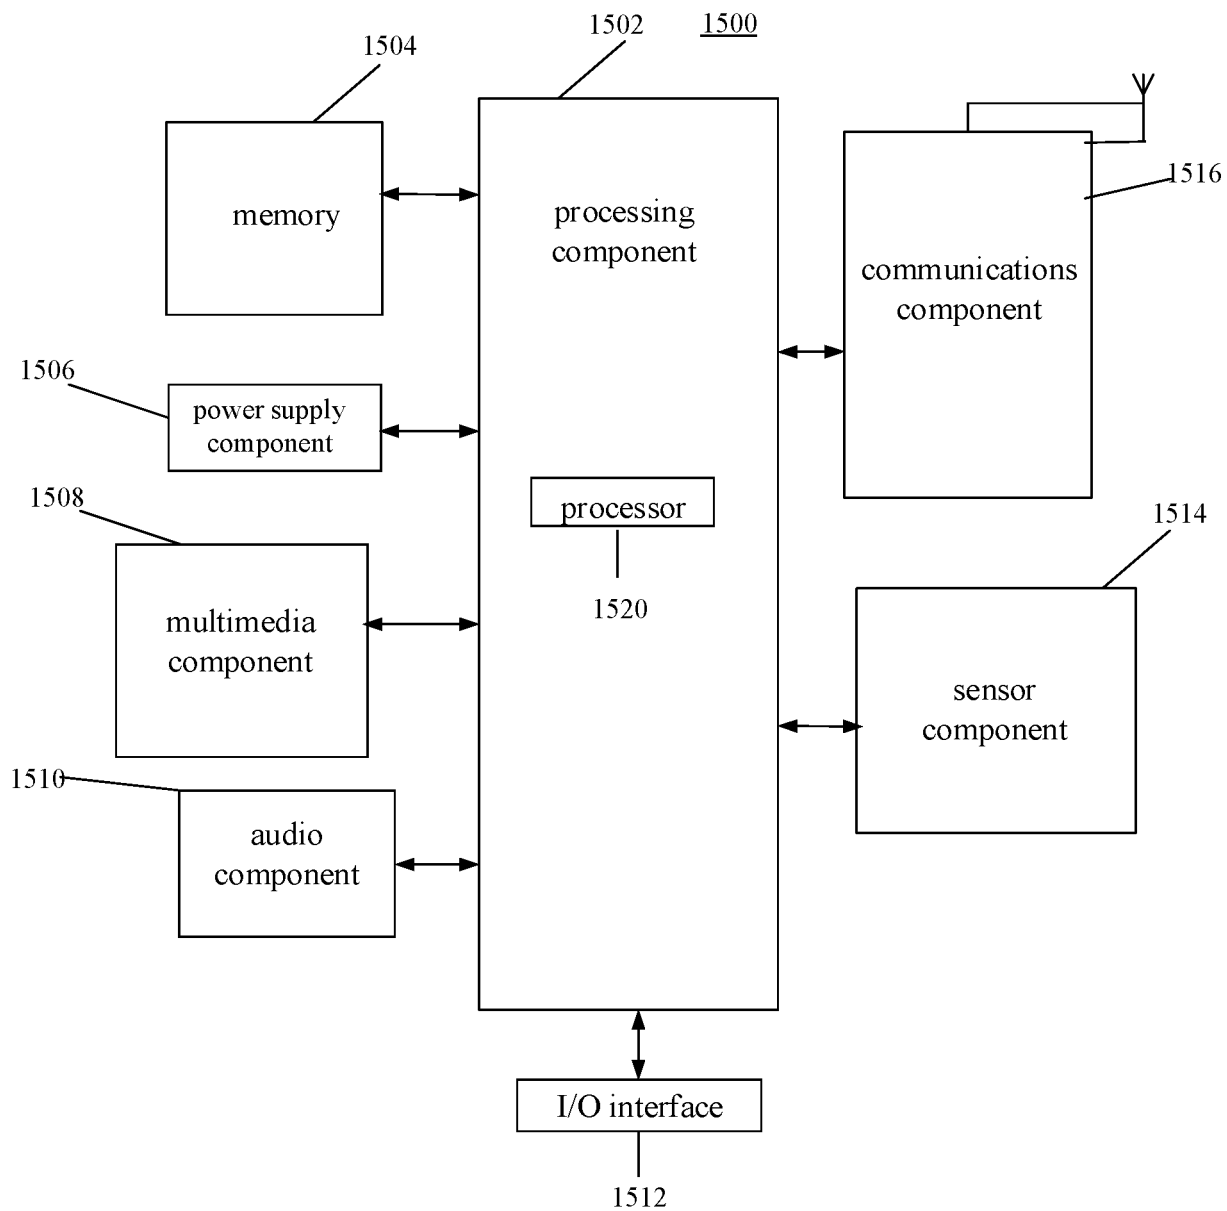 1502
1500
1504
1516
memory
processing
component
communications
component
1506
power supply
component
1508
processor
1514
1520
multimedia
component
sensor
component
1510
audio
component
I/O interface
1512